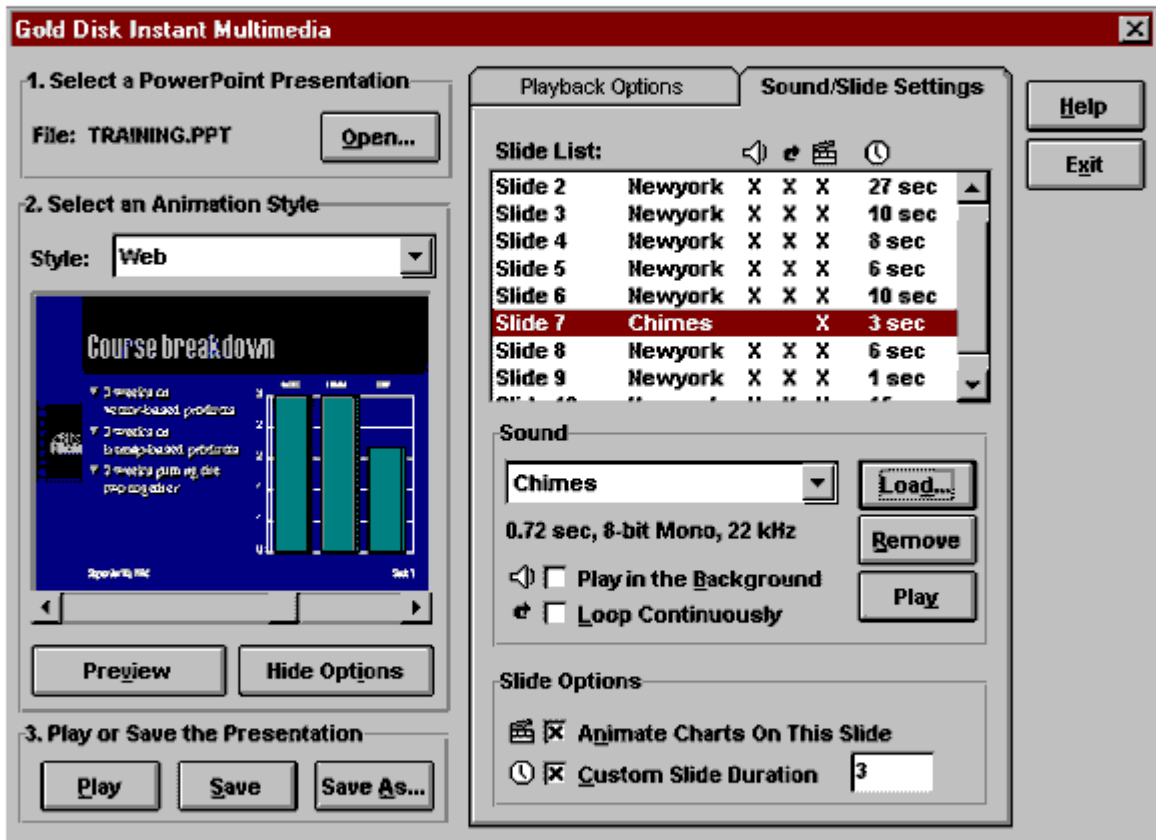 Gold Disk Instant Multimedia
1. Select a PowerPoint Presentation
File: TRAINING.PPT
Open...
2. Select an Animation Style
Style: Web
Course breakdown
Preview
Hide Options
3. Play or Save the Presentation
Play
Save
Save As...
Playback Options
Sound/Slide Settings
Slide List:
Slide 2 Newyork X X X 27 sec
Slide 3 Newyork X X X 10 sec
Slide 4 Newyork X X X 8 sec
Slide 5 Newyork X X X 6 sec
Slide 6 Newyork X X X 10 sec
Slide 7 Chimes X 3 sec
Slide 8 Newyork X X X 6 sec
Slide 9 Newyork X X X 1 sec
Sound
Chimes
Load...
0.72 sec, 8-bit Mono, 22 kHz
Remove
Play in the Background
Play
Loop Continuously
Slide Options
Animate Charts On This Slide
Custom Slide Duration 3
Help
Exit